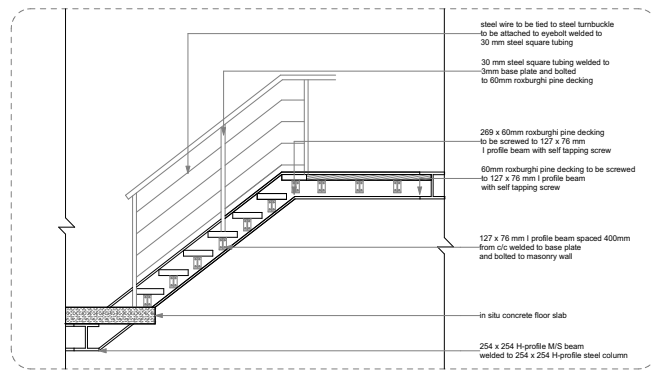 steel wire to be tied to steel turnbuckle
to be attached to eyebolt welded to
30 mm steel square tubing
30 mm steel square tubing welded to
3mm base plate and bolted
to 60mm roxburghi pine decking
269 x 60mm roxburghi pine decking
to be screwed to 127 x 76 mm
I profile beam with self tapping screw
60mm roxburghi pine decking to be screwed
to 127 x 76 mm I profile beam
with self tapping screw
127 x 76 mm I profile beam spaced 400mm
from c/c welded to base plate
and bolted to masonry wall
in situ concrete floor slab
254 x 254 H-profile M/S beam
welded to 254 x 254 H-profile steel column